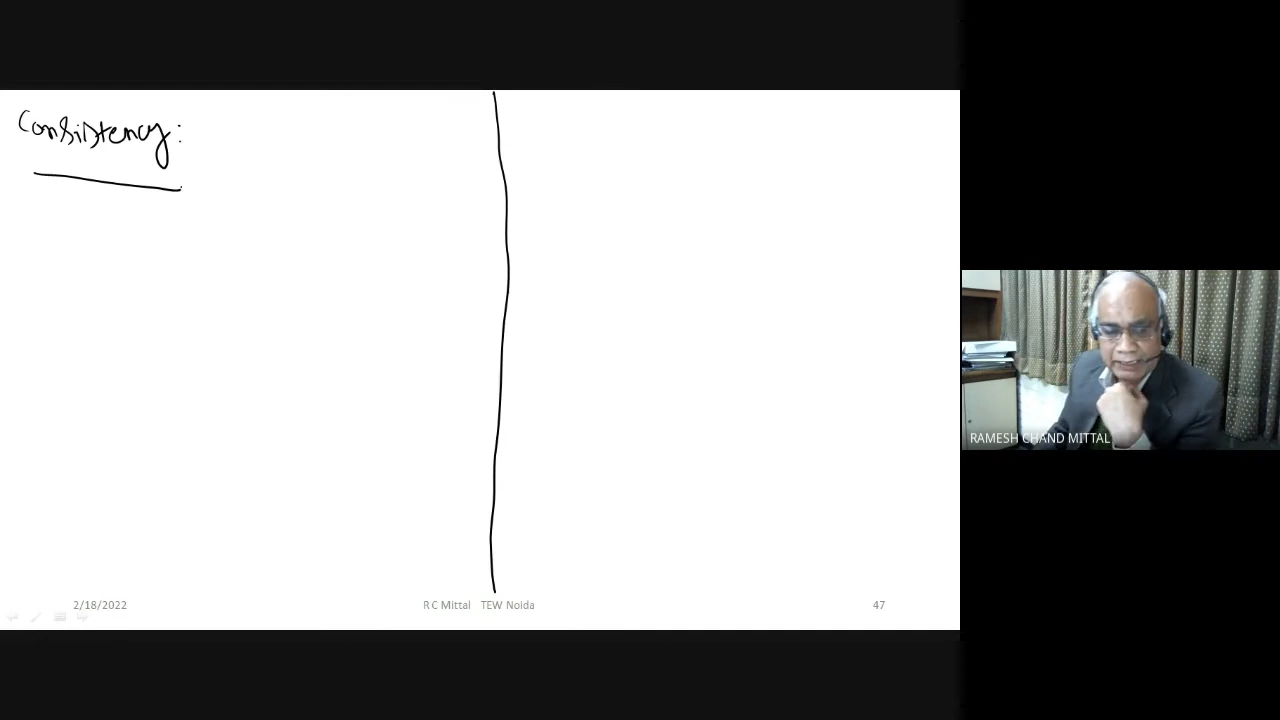 Consistency:
RAMESH CHAND MITTAL
2/18/2022 R C Mittal TEW Noida 47